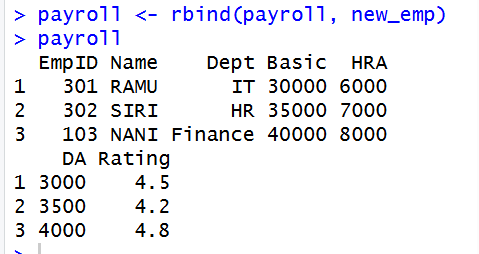 > payroll <- rbind(payroll, new_emp)
> payroll
  EmpID Name    Dept Basic  HRA
1   301 RAMU      IT 30000 6000
2   302 SIRI      HR 35000 7000
3   103 NANI Finance 40000 8000
    DA Rating
1 3000    4.5
2 3500    4.2
3 4000    4.8
>